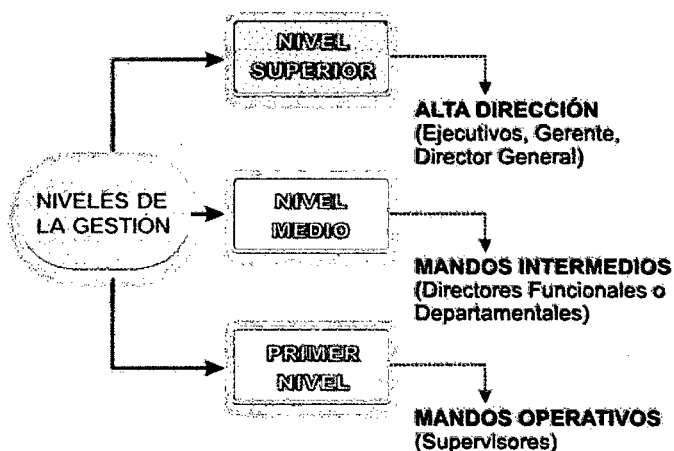 NIVELES DE
LA GESTIÓN
NIVEL
SUPERIOR
ALTA DIRECCIÓN
(Ejecutivos, Gerente,
Director General)
NIVEL
MEDIO
MANDOS INTERMEDIOS
(Directores Funcionales o
Departamentales)
PRIMER
NIVEL
MANDOS OPERATIVOS
(Supervisores)